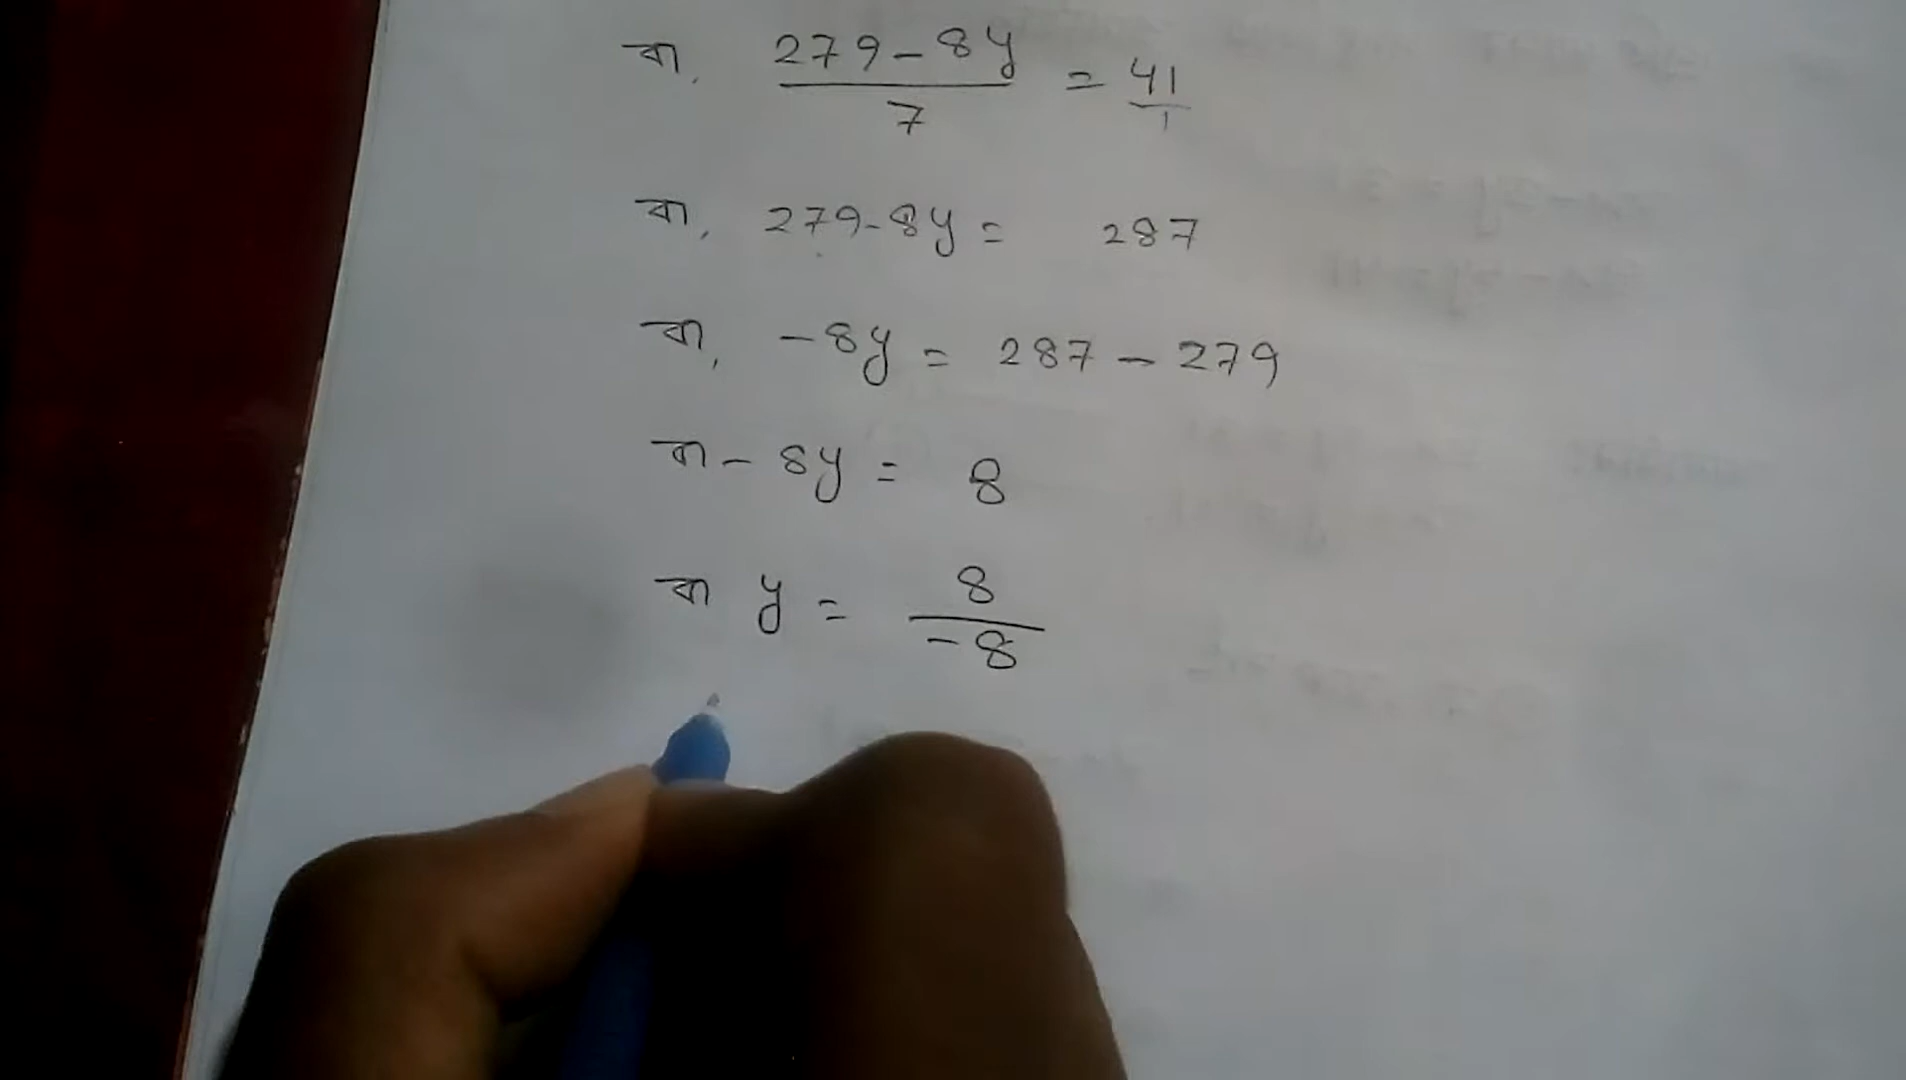 বা, 279-8y/7 = 41/1
বা, 279-8y = 287
বা, -8y = 287-279
বা -8y = 8
বা y = 8/-8